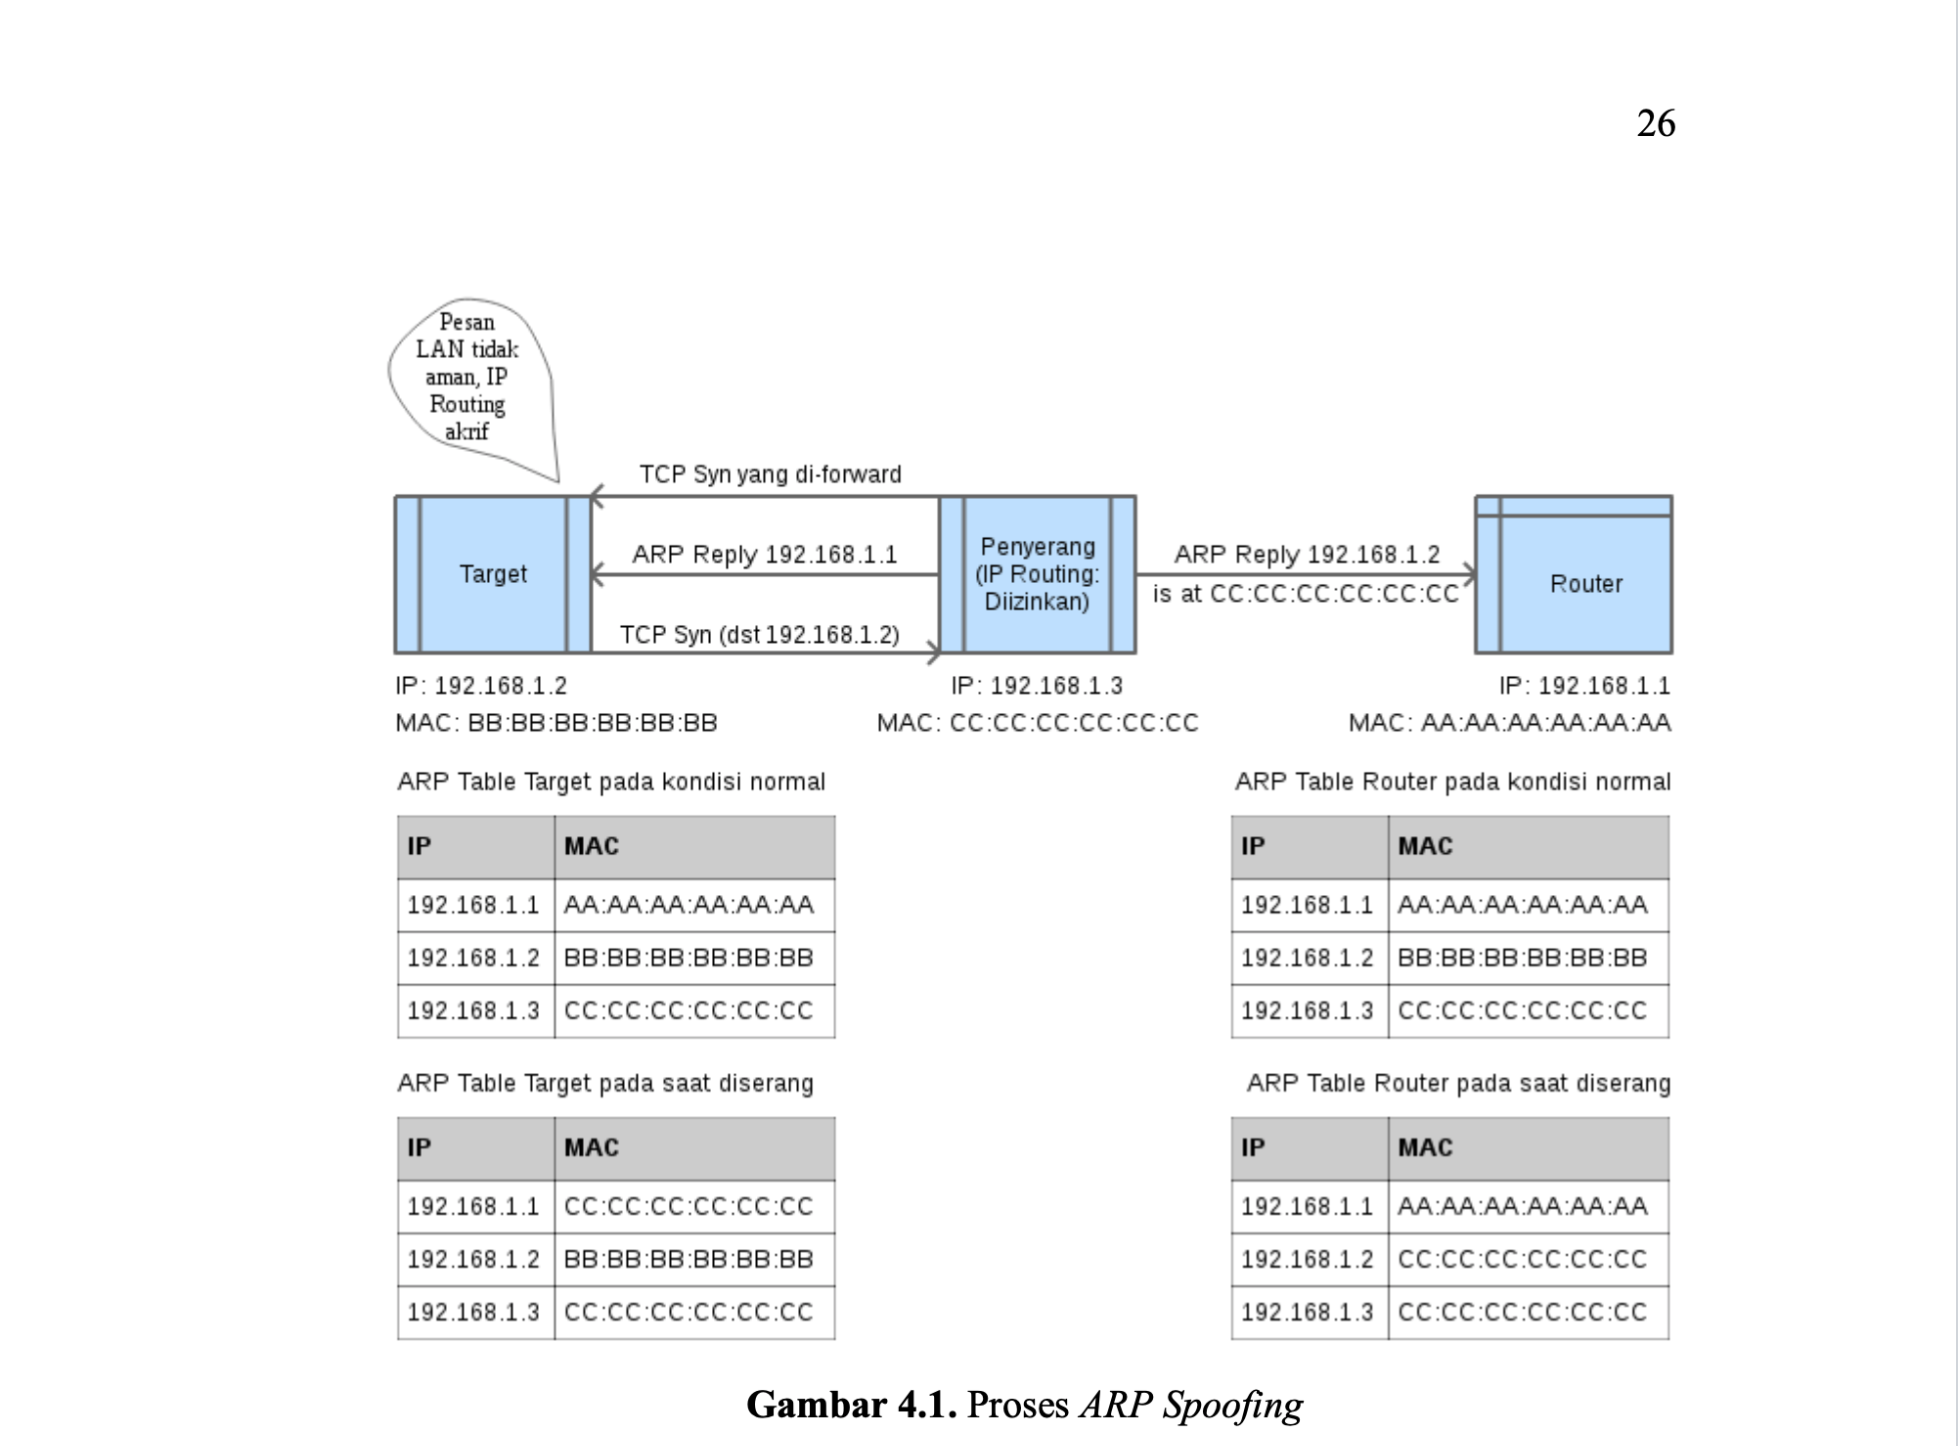 26
Pesan
LAN tidak
aman, IP
Routing
akrif
TCP Syn yang di-forward
ARP Reply 192.168.1.1
TCP Syn (dst 192.168.1.2)
Target
Penyerang
(IP Routing:
Diizinkan)
ARP Reply 192.168.1.2
is at CC:CC:CC:CC:CC:CC
Router
IP: 192.168.1.2
MAC: BB:BB:BB:BB:BB:BB
IP: 192.168.1.3
MAC: CC:CC:CC:CC:CC:CC
IP: 192.168.1.1
MAC: AA:AA:AA:AA:AA:AA
ARP Table Target pada kondisi normal
IP MAC
192.168.1.1 AA:AA:AA:AA:AA:AA
192.168.1.2 BB:BB:BB:BB:BB:BB
192.168.1.3 CC:CC:CC:CC:CC:CC
ARP Table Router pada kondisi normal
IP MAC
192.168.1.1 AA:AA:AA:AA:AA:AA
192.168.1.2 BB:BB:BB:BB:BB:BB
192.168.1.3 CC:CC:CC:CC:CC:CC
ARP Table Target pada saat diserang
IP MAC
192.168.1.1 CC:CC:CC:CC:CC:CC
192.168.1.2 BB:BB:BB:BB:BB:BB
192.168.1.3 CC:CC:CC:CC:CC:CC
ARP Table Router pada saat diserang
IP MAC
192.168.1.1 AA:AA:AA:AA:AA:AA
192.168.1.2 CC:CC:CC:CC:CC:CC
192.168.1.3 CC:CC:CC:CC:CC:CC
Gambar 4.1. Proses ARP Spoofing